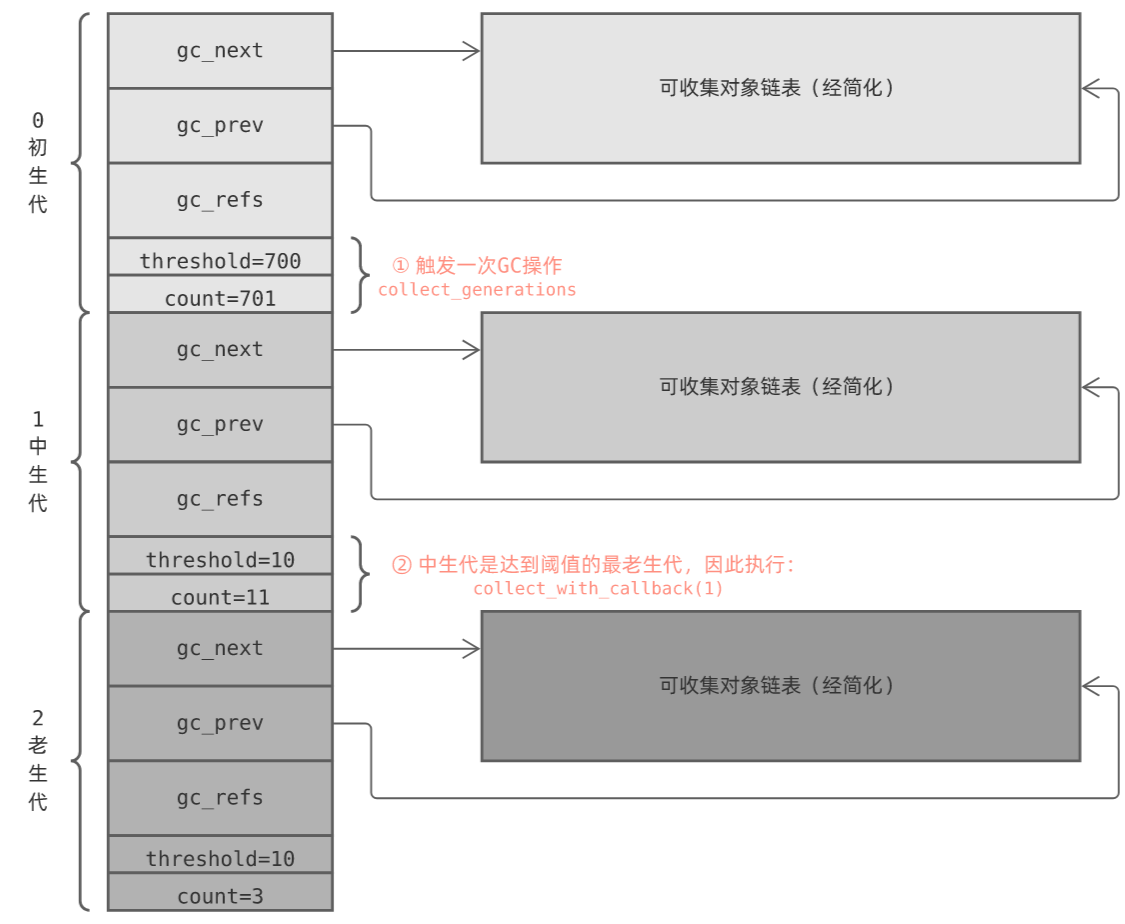 0
初
生
代
gc_next
gc_prev
gc_refs
threshold=700
count=701
可收集对象链表（经简化）
① 触发一次GC操作
collect_generations
1
中
生
代
gc_next
gc_prev
gc_refs
threshold=10
count=11
可收集对象链表（经简化）
② 中生代是达到阈值的最老生代，因此执行：
collect_with_callback(1)
2
老
生
代
gc_next
gc_prev
gc_refs
threshold=10
count=3
可收集对象链表（经简化）